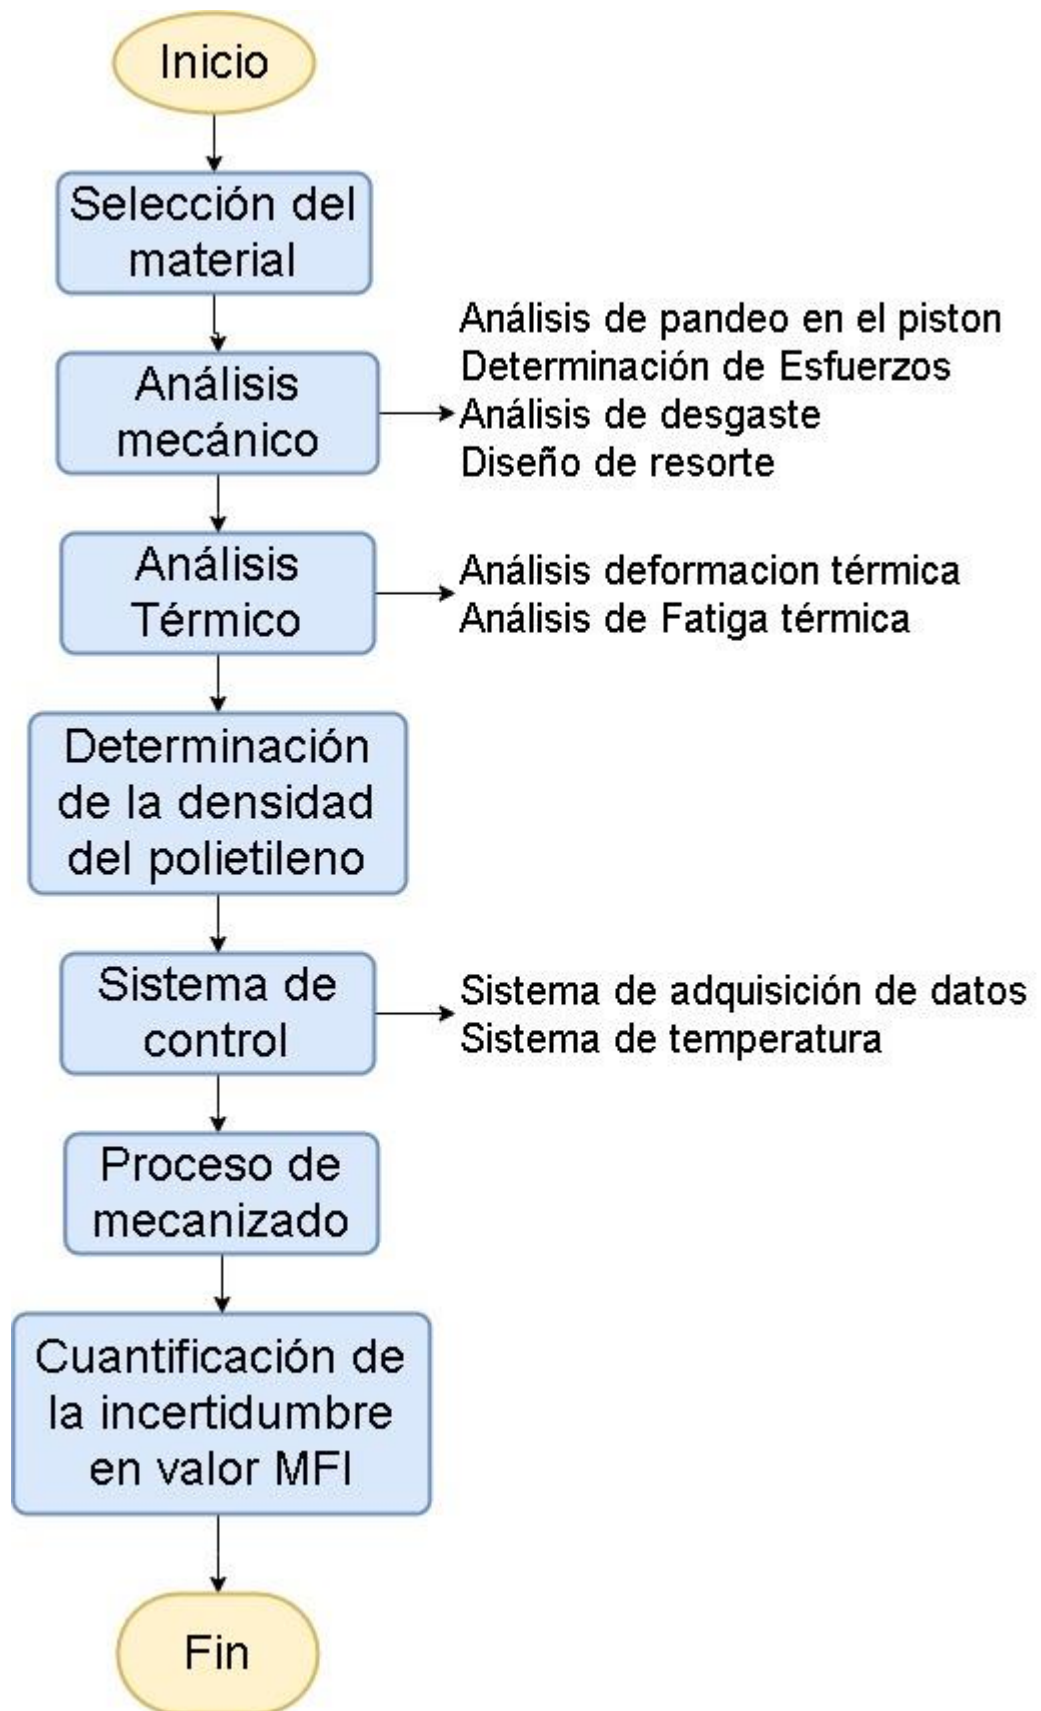 Inicio
Selección del
material
Análisis
mecánico
Análisis de pandeo en el piston
Determinación de Esfuerzos
Análisis de desgaste
Diseño de resorte
Análisis
Térmico
Análisis deformacion térmica
Análisis de Fatiga térmica
Determinación
de la densidad
del polietileno
Sistema de
control
Sistema de adquisición de datos
Sistema de temperatura
Proceso de
mecanizado
Cuantificación de
la incertidumbre
en valor MFI
Fin